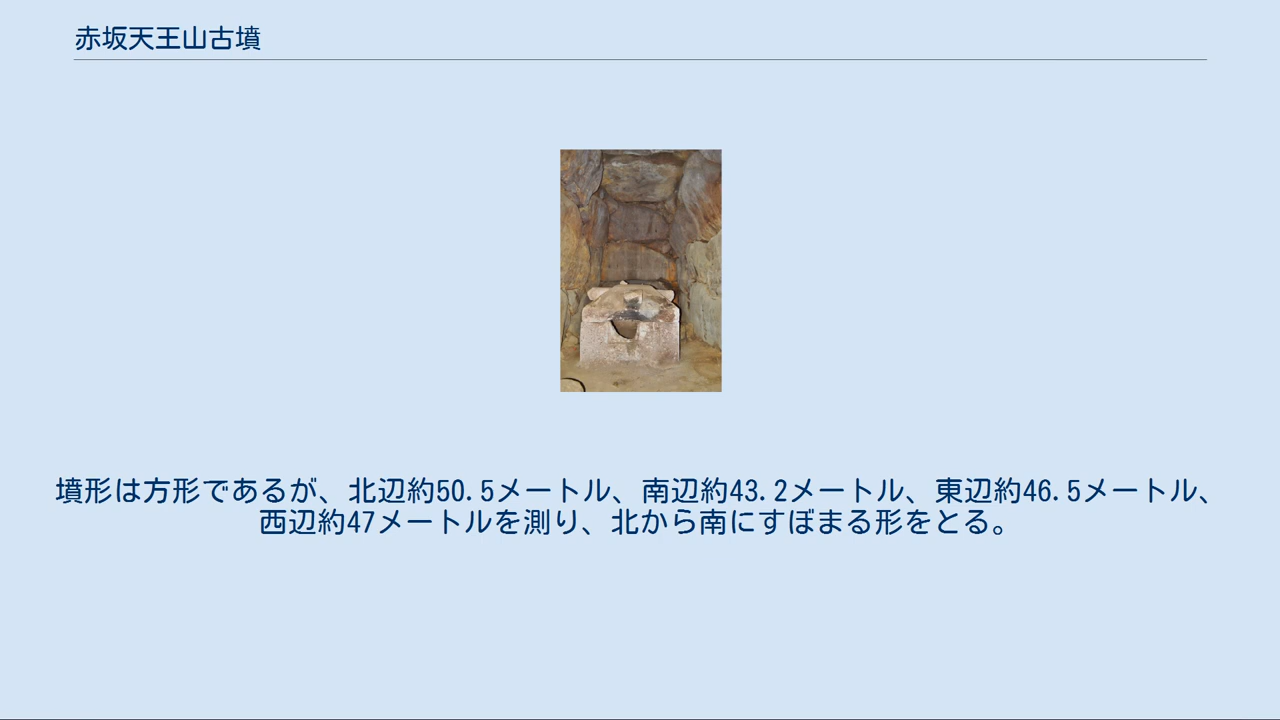 赤坂天王山古墳
墳形は方形であるが、北辺約50.5メートル、南辺約43.2メートル、東辺約46.5メートル、
西辺約47メートルを測り、北から南にすぼまる形をとる。